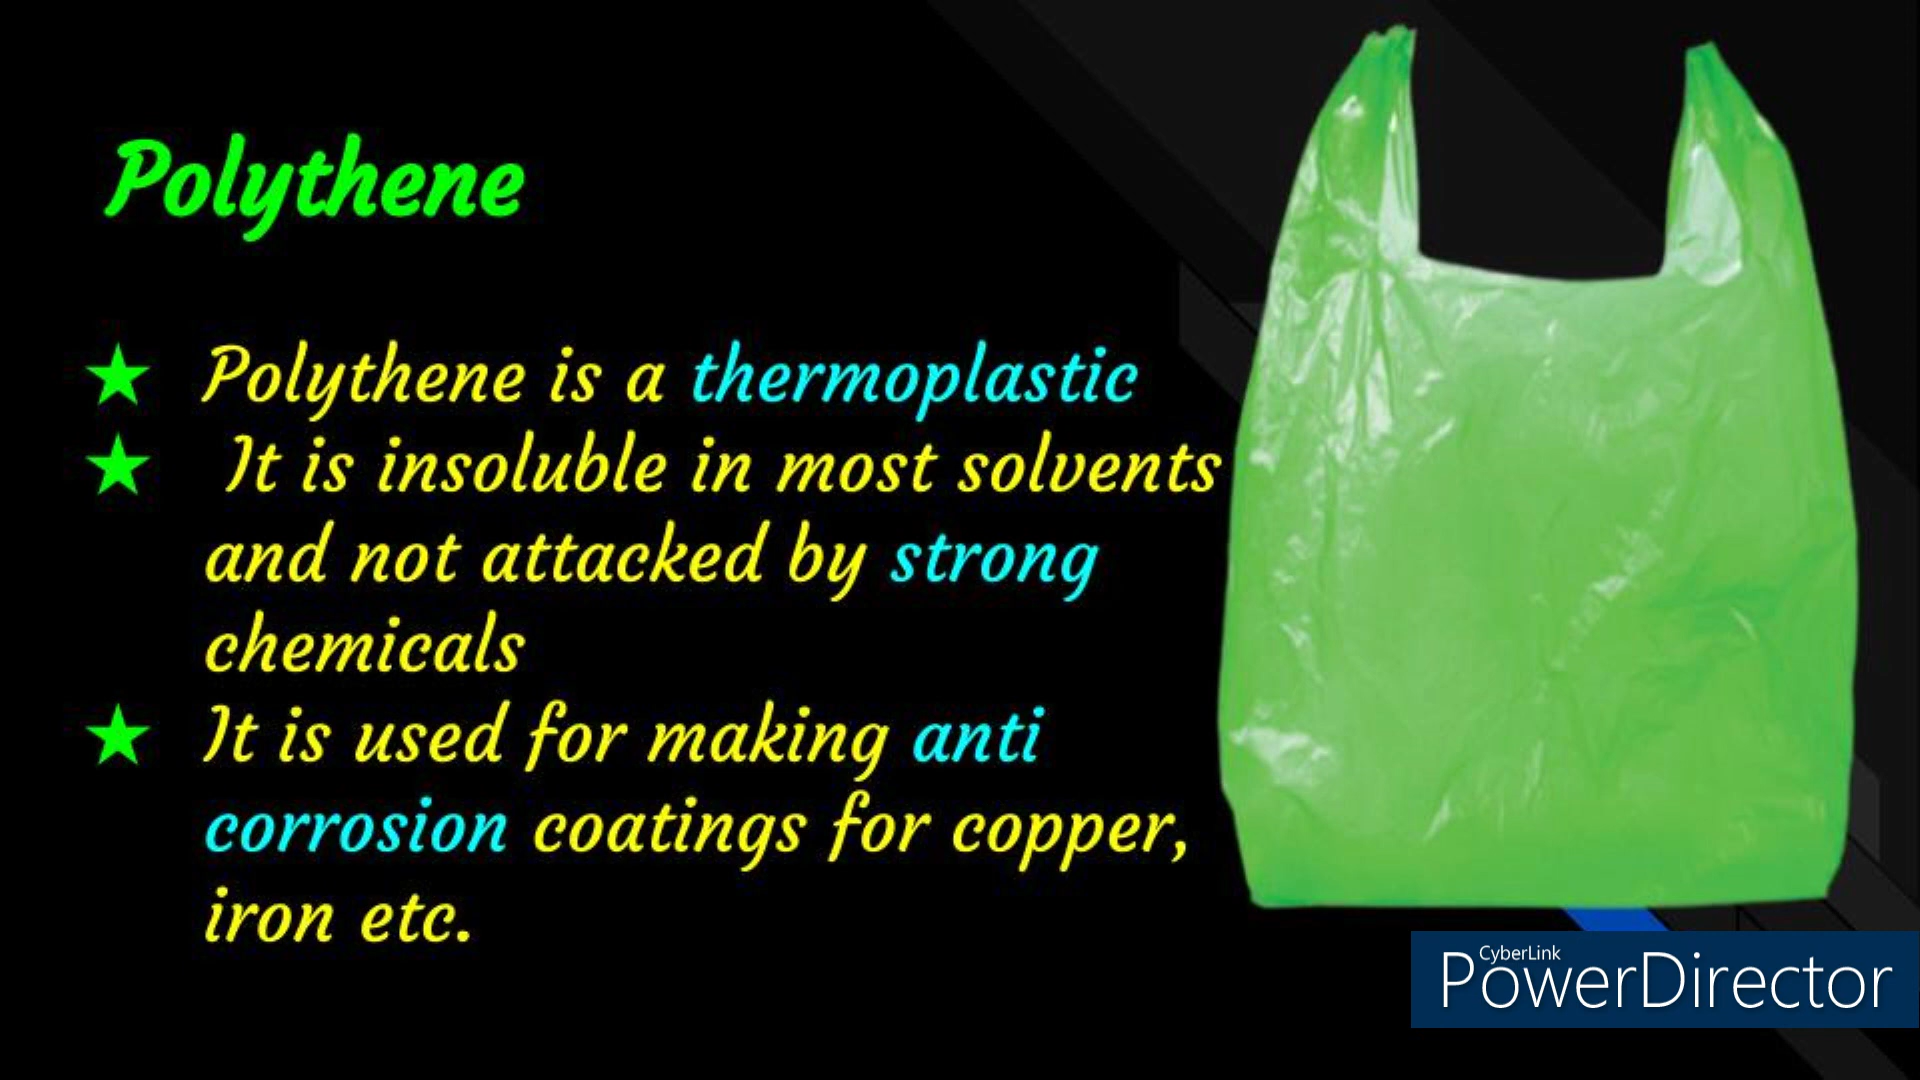 Polythene
★ Polythene is a thermoplastic
★ It is insoluble in most solvents
and not attacked by strong
chemicals
★ It is used for making anti
corrosion coatings for copper,
iron etc.
CyberLink
PowerDirector